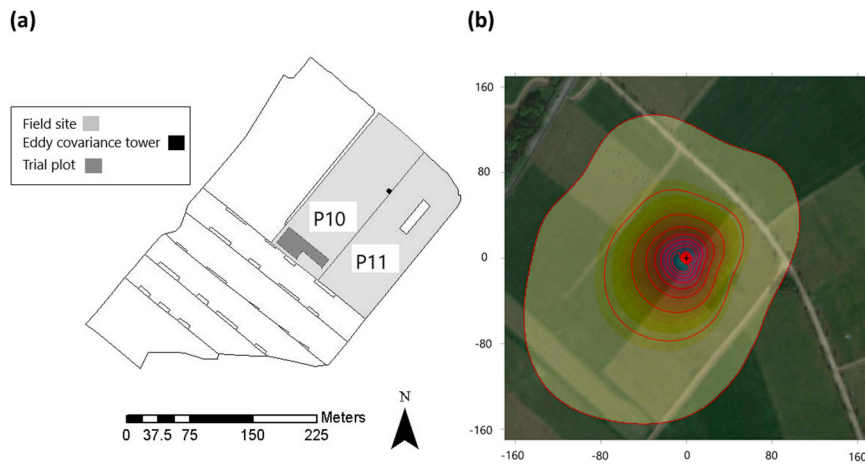 (a)
(b)
Field site
Eddy covariance tower
Trial plot
P10
P11
N
Meters
0 37.5 75 150 225
160
80
0
-80
-160
-160 -80 0 80 160